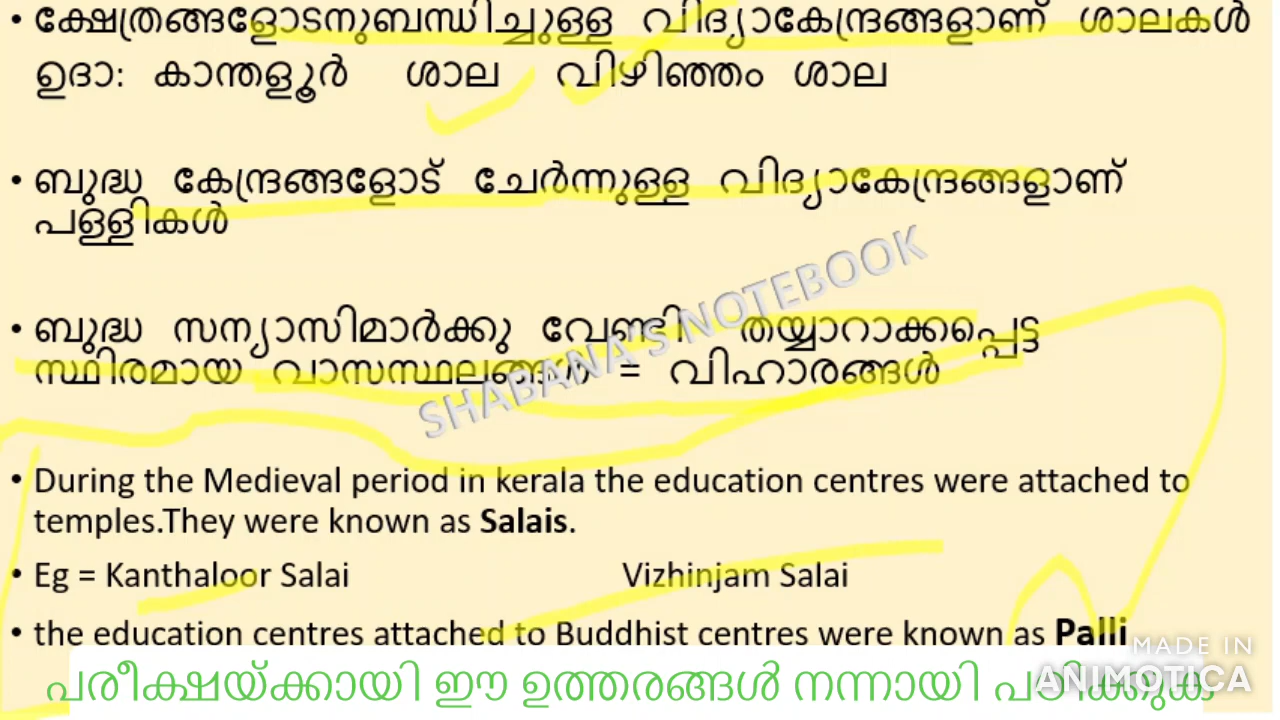 • ക്ഷേത്രങ്ങളോടനുബന്ധിച്ചുള്ള വിദ്യാകേന്ദ്രങ്ങളാണ് ശാലകൾ
ഉദാ: കാന്തളൂർ ശാല വിഴിഞ്ഞം ശാല
• ബുദ്ധ കേന്ദ്രങ്ങളോട് ചേർന്നുള്ള വിദ്യാകേന്ദ്രങ്ങളാണ്
പള്ളികൾ
• ബുദ്ധ സന്യാസിമാർക്കു വേണ്ടി തയ്യാറാക്കപ്പെട്ട
സ്ഥിരമായ വാസസ്ഥലങ്ങൾ = വിഹാരങ്ങൾ
SHABANA'S NOTEBOOK
• During the Medieval period in kerala the education centres were attached to
temples.They were known as Salais.
• Eg = Kanthaloor Salai Vizhinjam Salai
• the education centres attached to Buddhist centres were known as Palli
MADE IN
ANIMOTICA
പരീക്ഷയ്ക്കായി ഈ ഉത്തരങ്ങൾ നന്നായി പഠിക്കുക